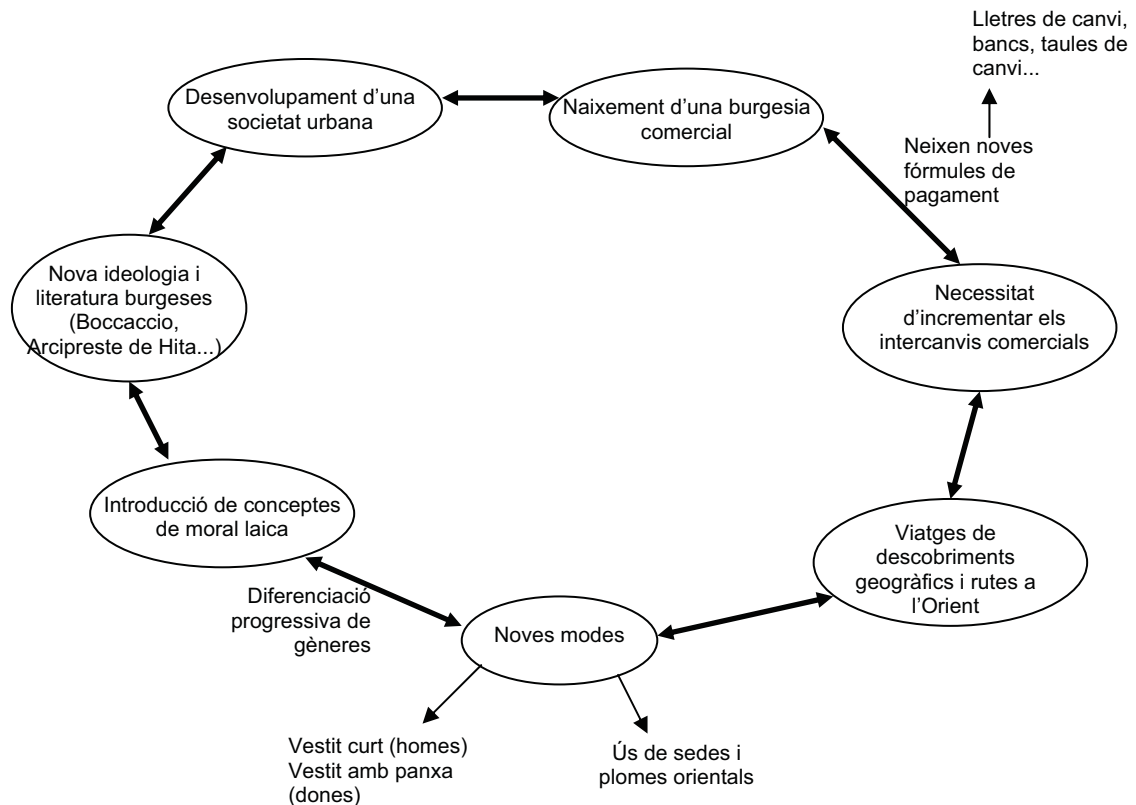 Lletres de canvi,
bancs, taules de
canvi...
Desenvolupament d’una
societat urbana
Naixement d’una burgesia
comercial
Neixen noves
fórmules de
pagament
Nova ideologia i
literatura burgeses
(Boccaccio,
Arcipreste de Hita...)
Necessitat
d’incrementar els
intercanvis comercials
Introducció de conceptes
de moral laica
Viatges de
descobriments
geogràfics i rutes a
l’Orient
Diferenciació
progressiva de
gèneres
Noves modes
Vestit curt (homes)
Vestit amb panxa
(dones)
Ús de sedes i
plomes orientals